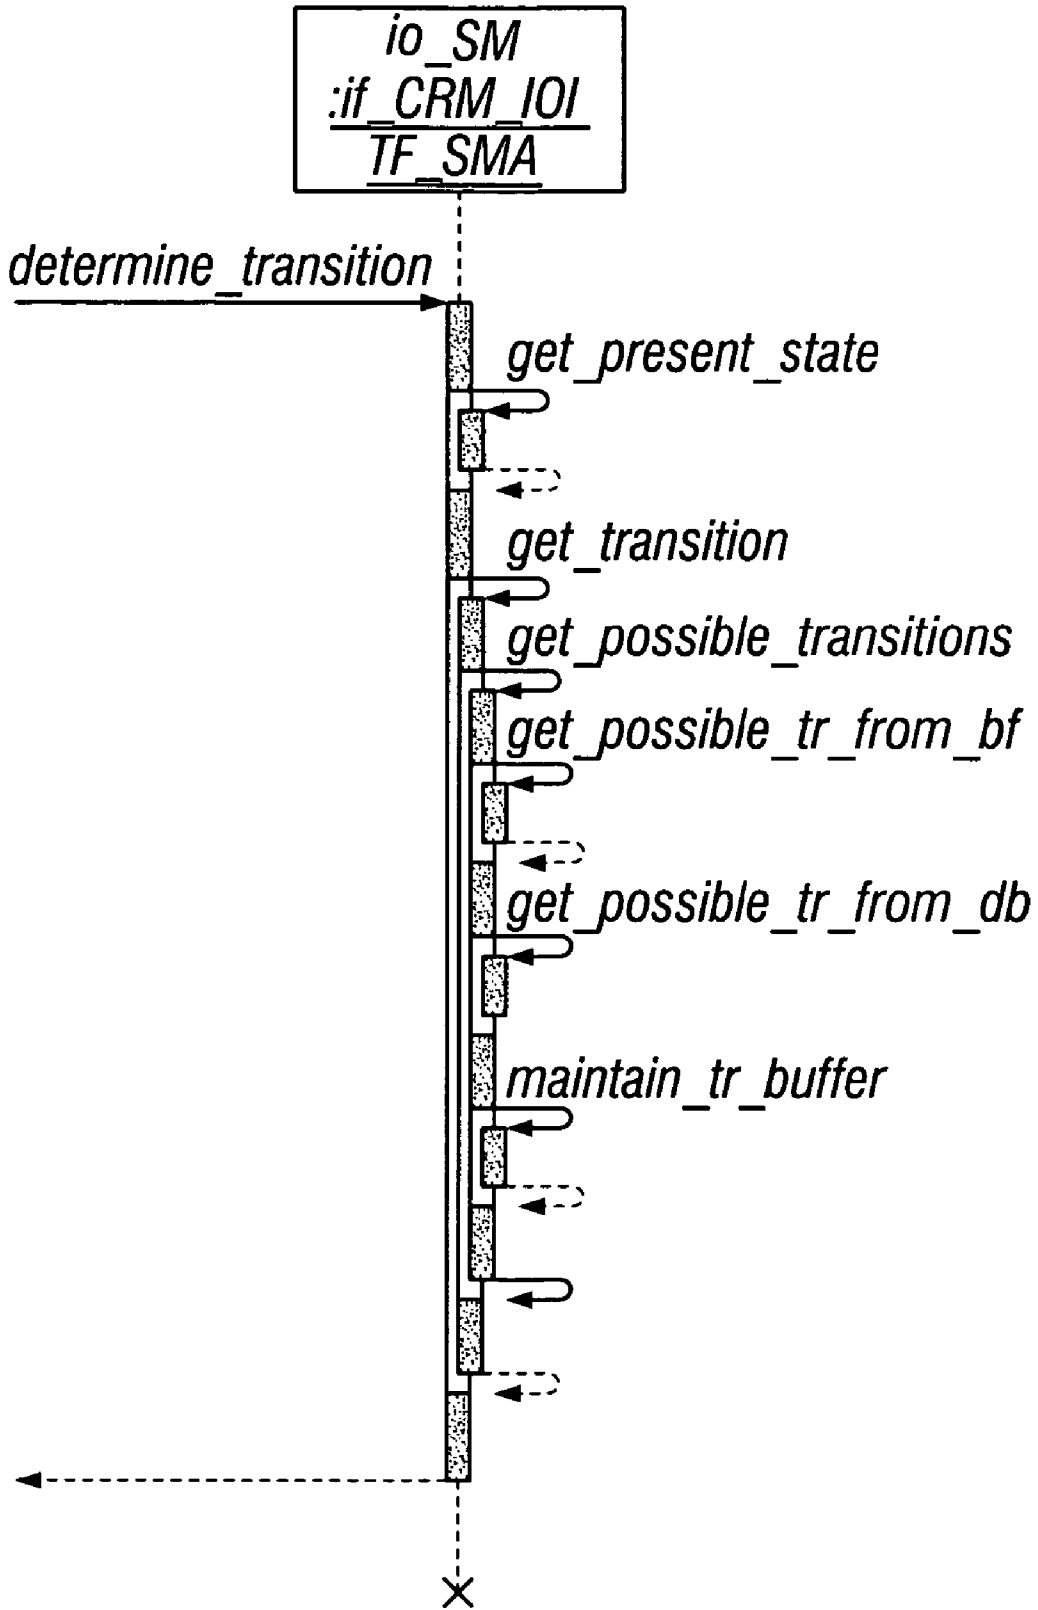 io_SM
:if_CRM_IOI
TF_SMA
determine_transition
get_present_state
get_transition
get_possible_transitions
get_possible_tr_from_bf
get_possible_tr_from_db
maintain_tr_buffer